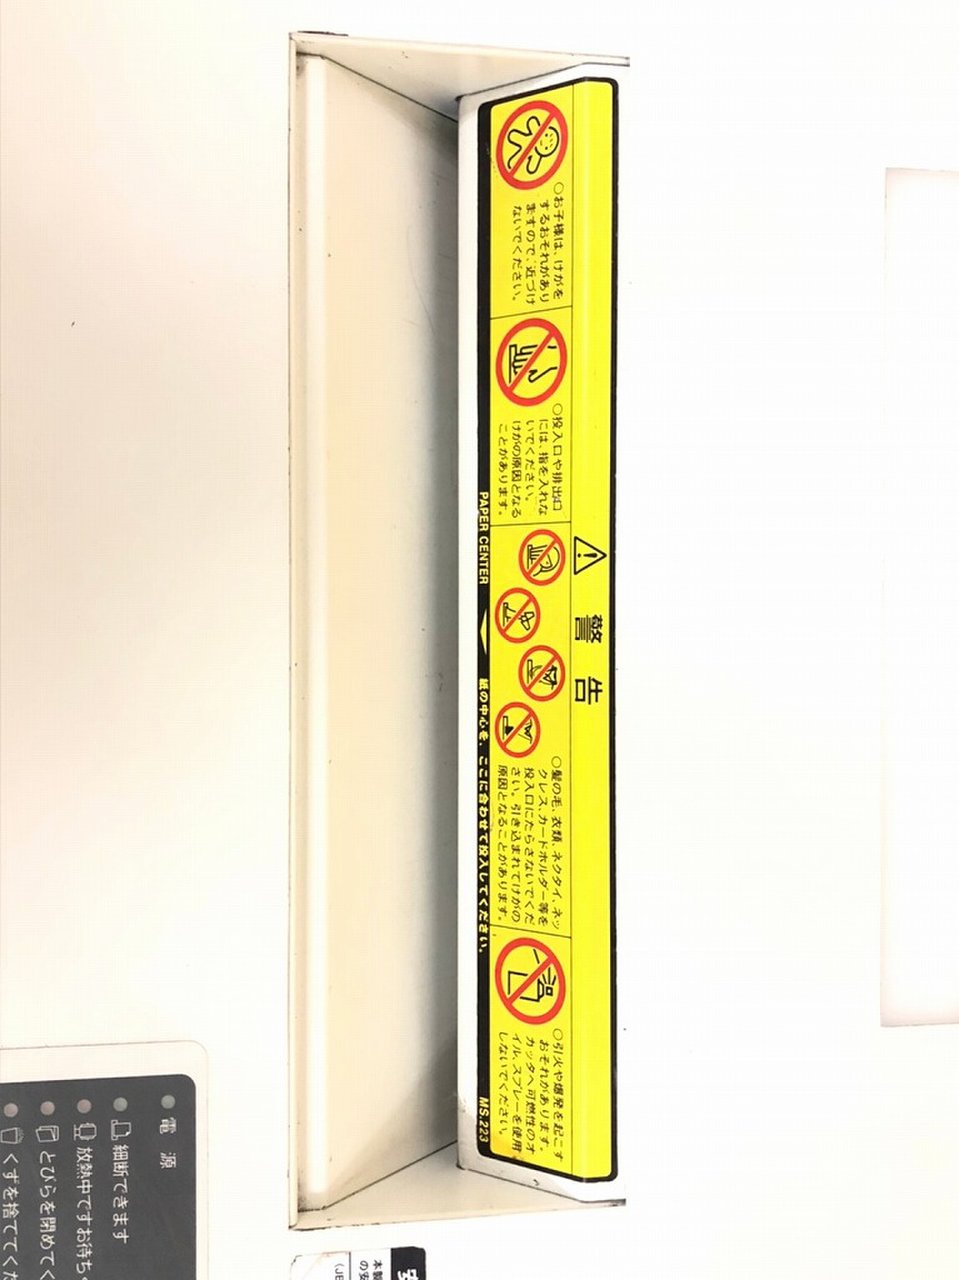 警告
○お子様は、けがを
するおそれがあり
ますので、近づけ
ないでください。
○投入口や排出口
には、指を入れな
いでください。
けがの原因となる
ことがあります。
○髪の毛、衣類、ネクタイ、ネッ
クレス、カードホルダー等を
投入口にたらさないでくだ
さい。引き込まれてけがの
原因となることがあります。
○引火や爆発を起こす
おそれがあります。
カッタへ可燃性のオ
イル、スプレーを使用
しないでください。
PAPER CENTER 紙の中心を、ここに合わせて投入してください。 MS.223
電源
細断できます
放熱中ですお待ち
とびらを閉めてく
くずを捨ててくだ
本製
の安
(JE